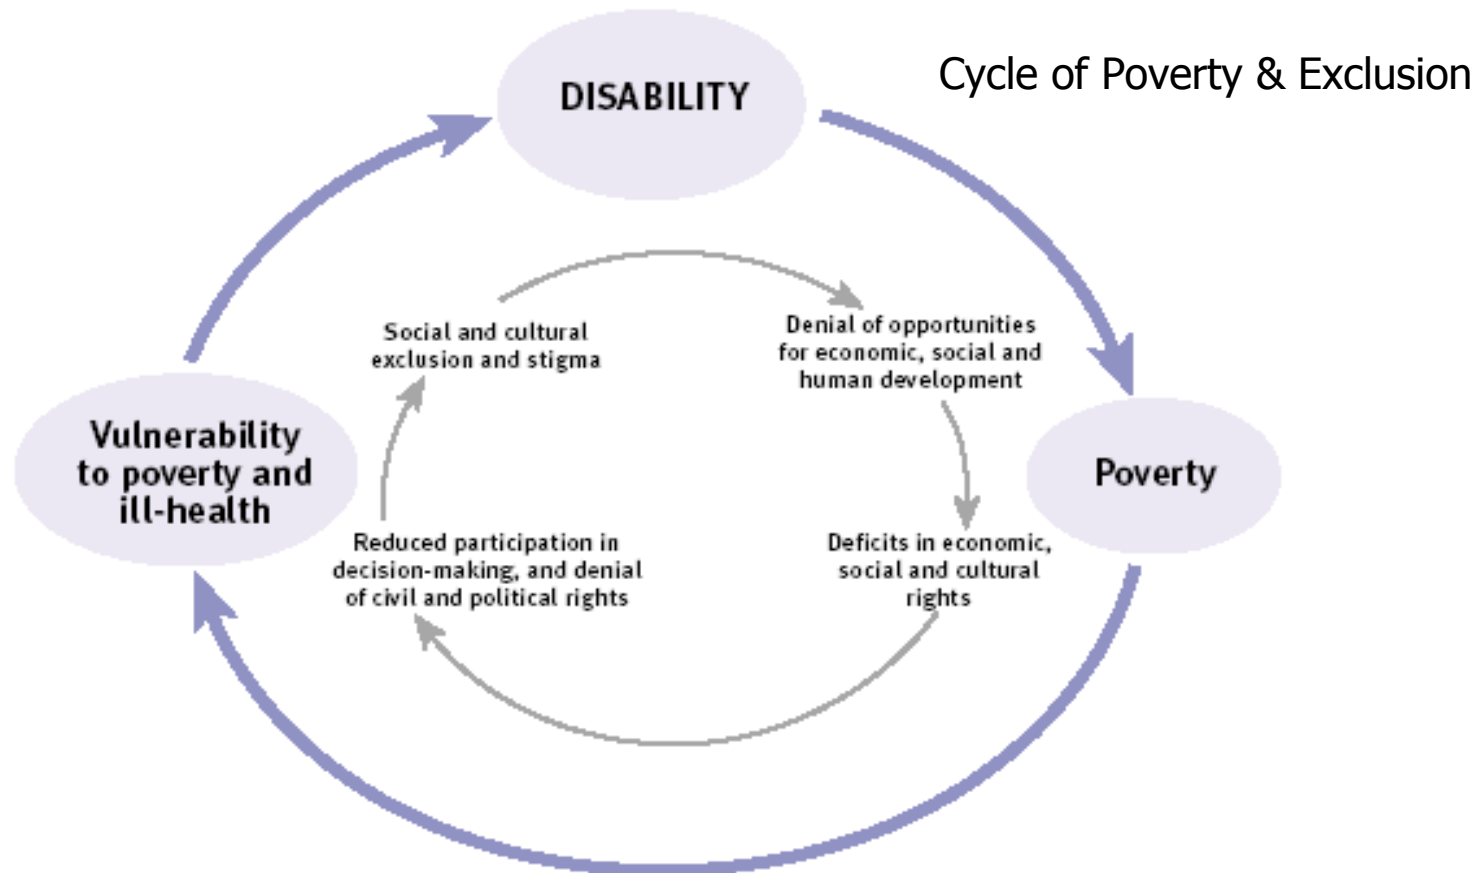 Cycle of Poverty & Exclusion
DISABILITY
Social and cultural
exclusion and stigma
Denial of opportunities
for economic, social and
human development
Vulnerability
to poverty and
ill-health
Poverty
Reduced participation in
decision-making, and denial
of civil and political rights
Deficits in economic,
social and cultural
rights